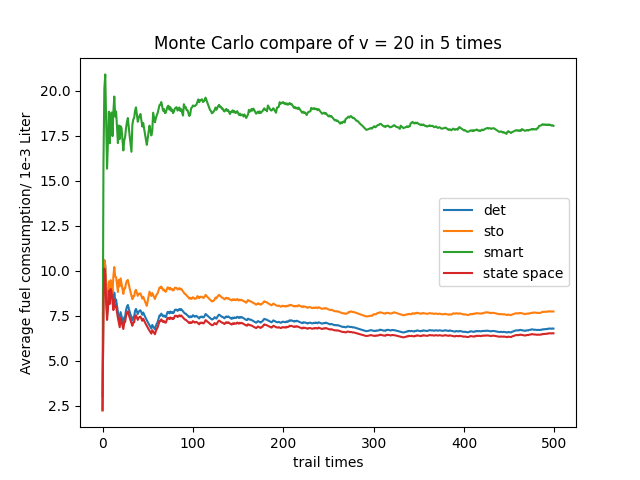 Monte Carlo compare of v = 20 in 5 times
Average fuel comsumption/ 1e-3 Liter
20.0
17.5
15.0
12.5
10.0
7.5
5.0
2.5
det
sto
smart
state space
0 100 200 300 400 500
trail times